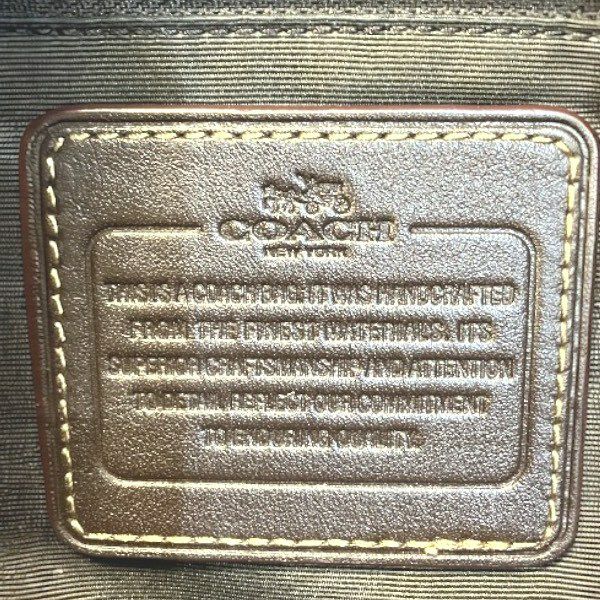 COACH
NEW YORK
THIS IS A COACH BAG. IT WAS HANDCRAFTED
FROM THE FINEST MATERIALS. ITS
SUPERIOR CRAFTSMANSHIP AND ATTENTION
TO DETAIL REFLECT OUR COMMITMENT
TO ENDURING QUALITY.